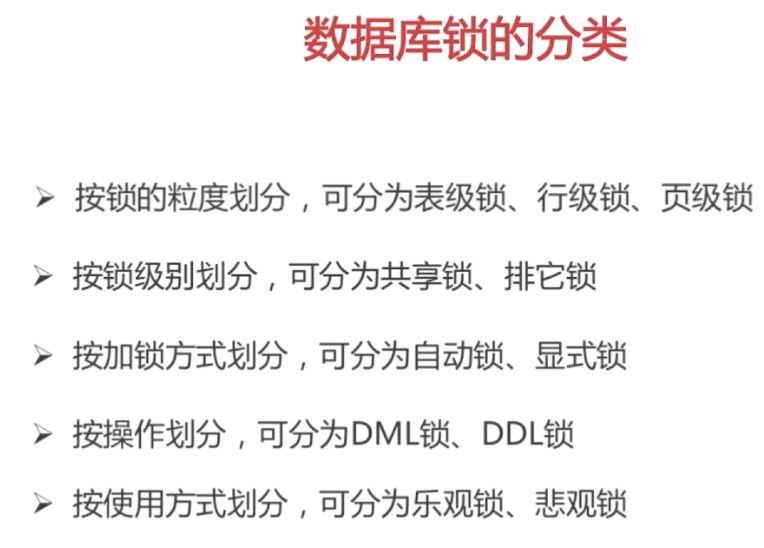 数据库锁的分类
➢ 按锁的粒度划分，可分为表级锁、行级锁、页级锁
➢ 按锁级别划分，可分为共享锁、排它锁
➢ 按加锁方式划分，可分为自动锁、显式锁
➢ 按操作划分，可分为DML锁、DDL锁
➢ 按使用方式划分，可分为乐观锁、悲观锁